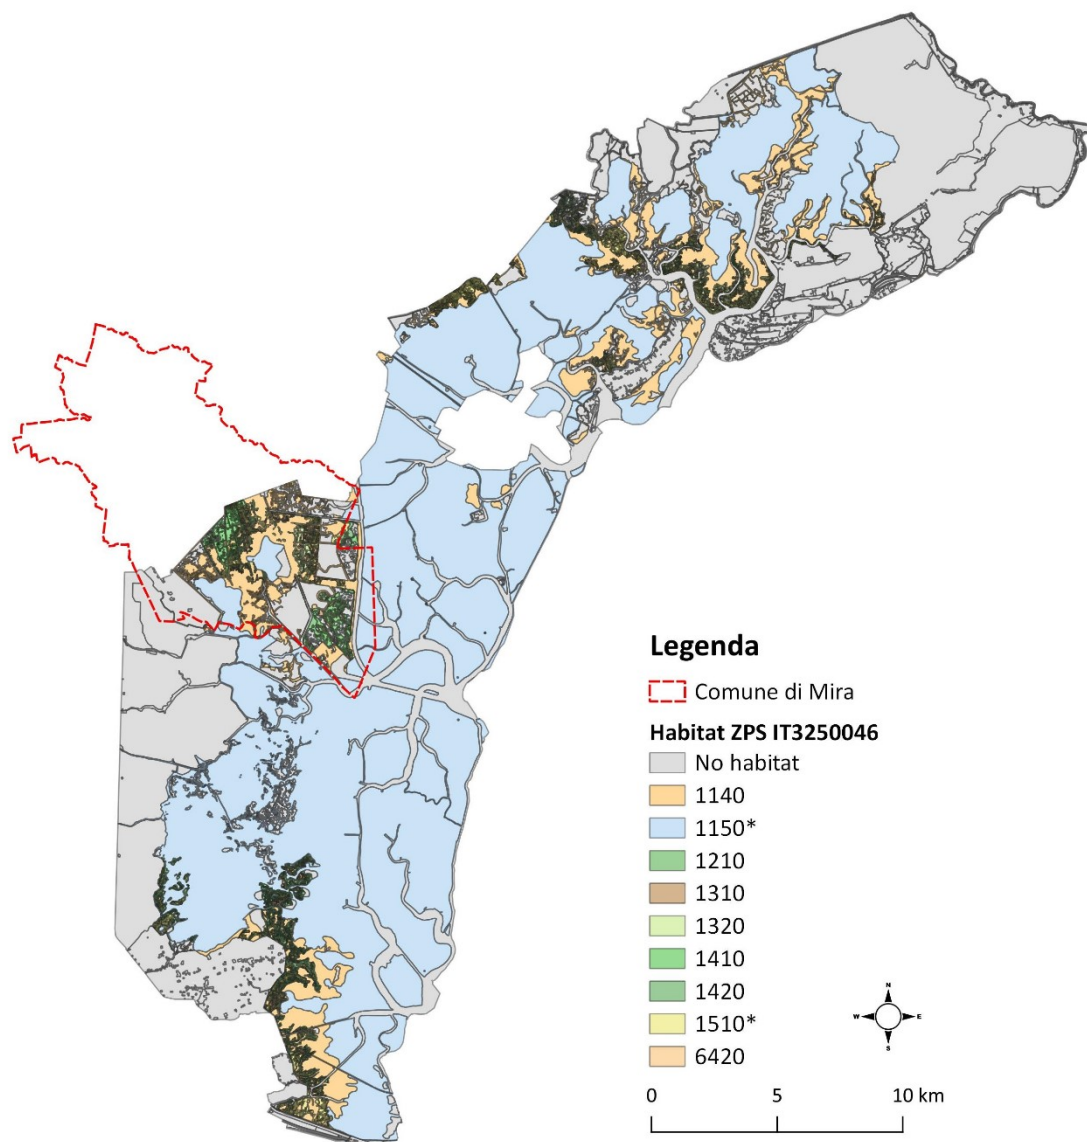 Legenda
Comune di Mira
Habitat ZPS IT3250046
No habitat
1140
1150*
1210
1310
1320
1410
1420
1510*
6420
N
W E
S
0 5 10 km